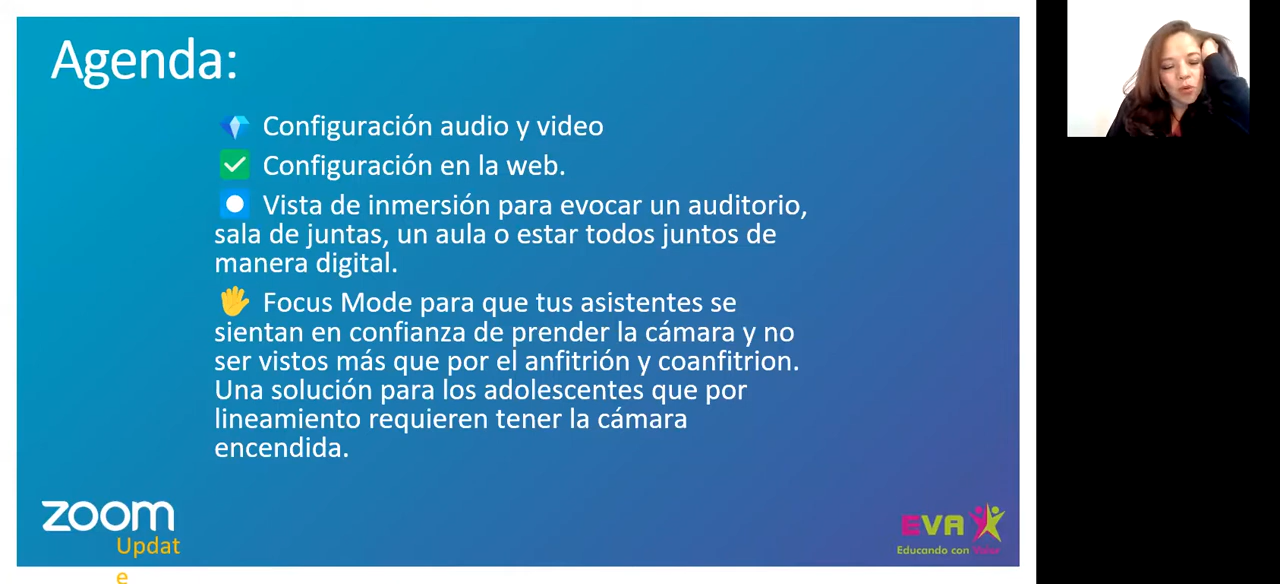 Agenda:
Configuración audio y video
Configuración en la web.
Vista de inmersión para evocar un auditorio,
sala de juntas, un aula o estar todos juntos de
manera digital.
Focus Mode para que tus asistentes se
sientan en confianza de prender la cámara y no
ser vistos más que por el anfitrión y coanfitrion.
Una solución para los adolescentes que por
lineamiento requieren tener la cámara
encendida.
zoom
Updat
e
EVA
Educando con Valor